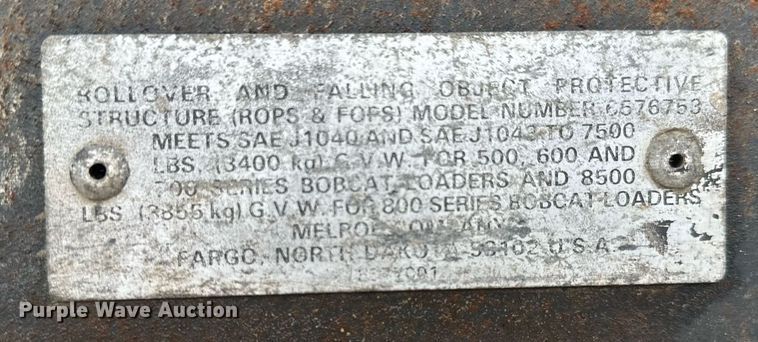 ROLLOVER AND FALLING OBJECT PROTECTIVE
STRUCTURE (ROPS & FOPS) MODEL NUMBER 6576753
MEETS SAE J1040 AND SAE J1043 TO 7500
LBS. (3400 kg) G.V.W. FOR 500, 600 AND
700 SERIES BOBCAT LOADERS AND 8500
LBS. (3855 kg) G.V.W. FOR 800 SERIES BOBCAT LOADERS
MELROE COMPANY
FARGO, NORTH DAKOTA 58102 U.S.A.
Purple Wave Auction